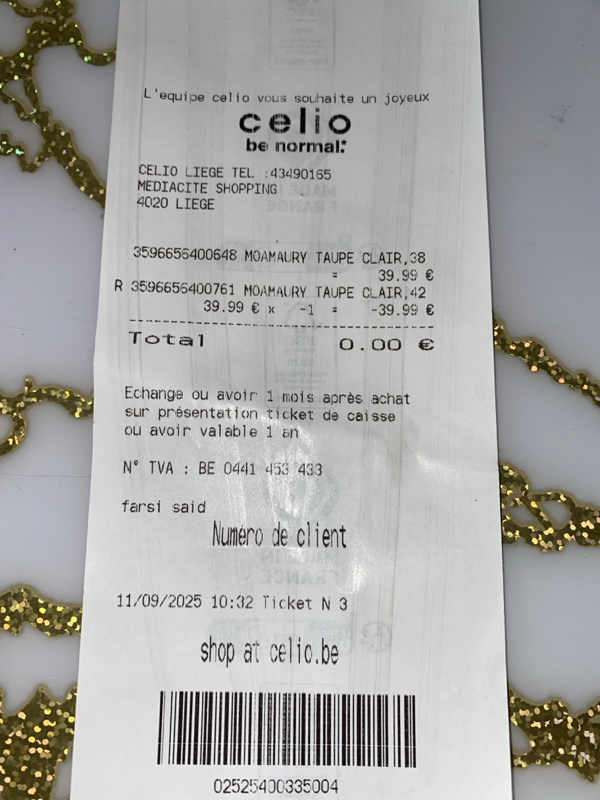 L'equipe celio vous souhaite un joyeux
celio
be normal:
CELIO LIEGE TEL :43490165
MEDIACITE SHOPPING
4020 LIEGE
3596656400648 MOAMAURY TAUPE CLAIR,38
= 39.99 €
R 3596656400761 MOAMAURY TAUPE CLAIR,42
39.99 € x -1 = -39.99 €
Total 0.00 €
Echange ou avoir 1 mois après achat
sur présentation ticket de caisse
ou avoir valable 1 an
N° TVA : BE 0441 453 433
farsi said
Numéro de client
11/09/2025 10:32 Ticket N 3
shop at celio.be
02525400335004